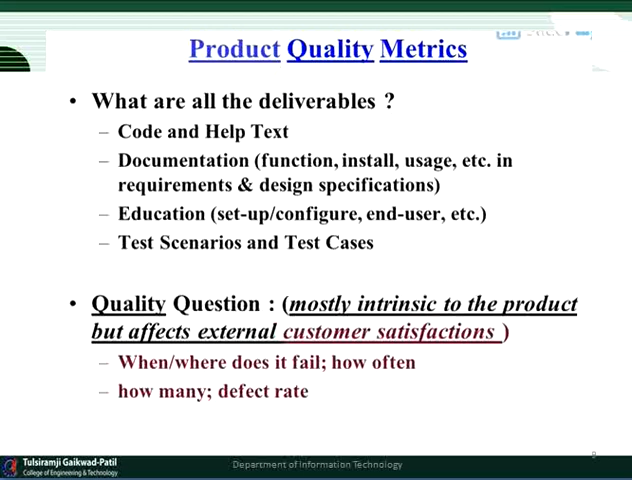 Product Quality Metrics
• What are all the deliverables ?
– Code and Help Text
– Documentation (function, install, usage, etc. in
requirements & design specifications)
– Education (set-up/configure, end-user, etc.)
– Test Scenarios and Test Cases
• Quality Question : (mostly intrinsic to the product
but affects external customer satisfactions )
– When/where does it fail; how often
– how many; defect rate
9
Tulsiramji Gaikwad-Patil
College of Engineering & Technology
Department of Information Technology